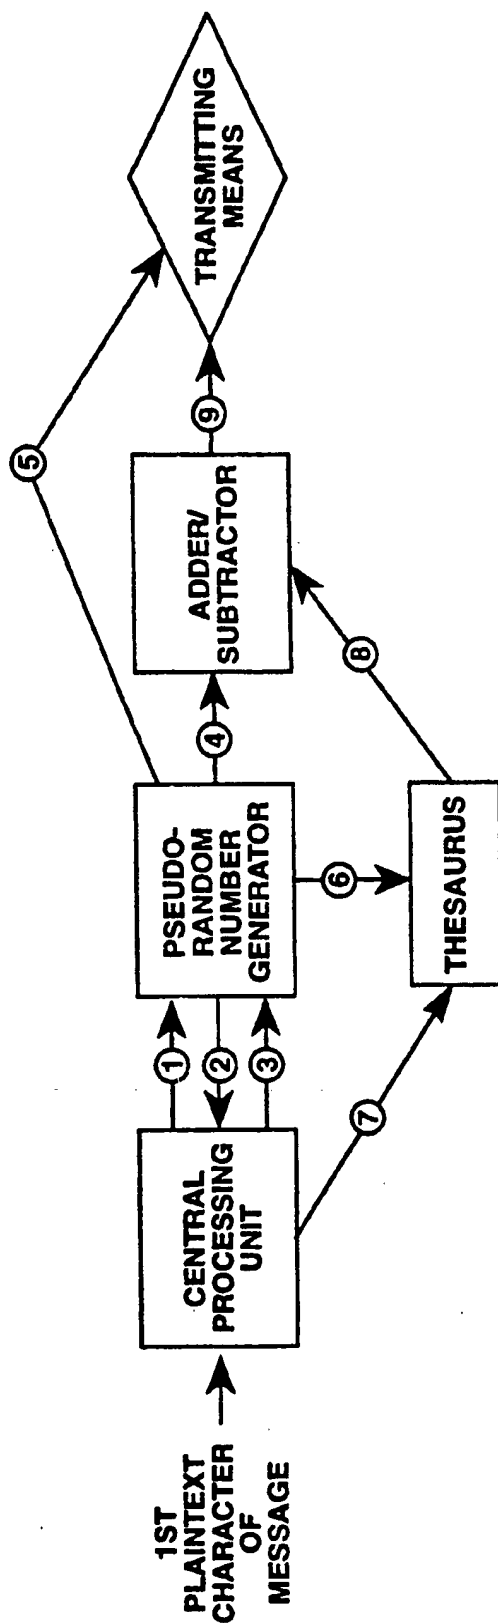 1ST
PLAINTEXT
CHARACTER
OF
MESSAGE
CENTRAL
PROCESSING
UNIT
1
2
3
PSEUDO-
RANDOM
NUMBER
GENERATOR
4
5
6
7
THESAURUS
8
ADDER/
SUBTRACTOR
9
TRANSMITTING
MEANS